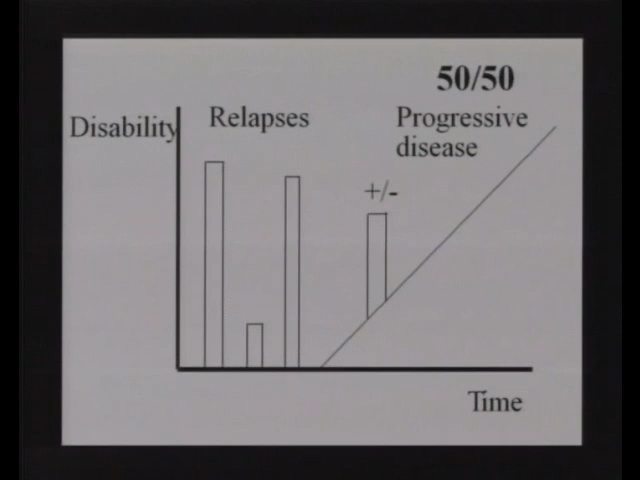 50/50
Disability
Relapses
Progressive
disease
+/-
Time